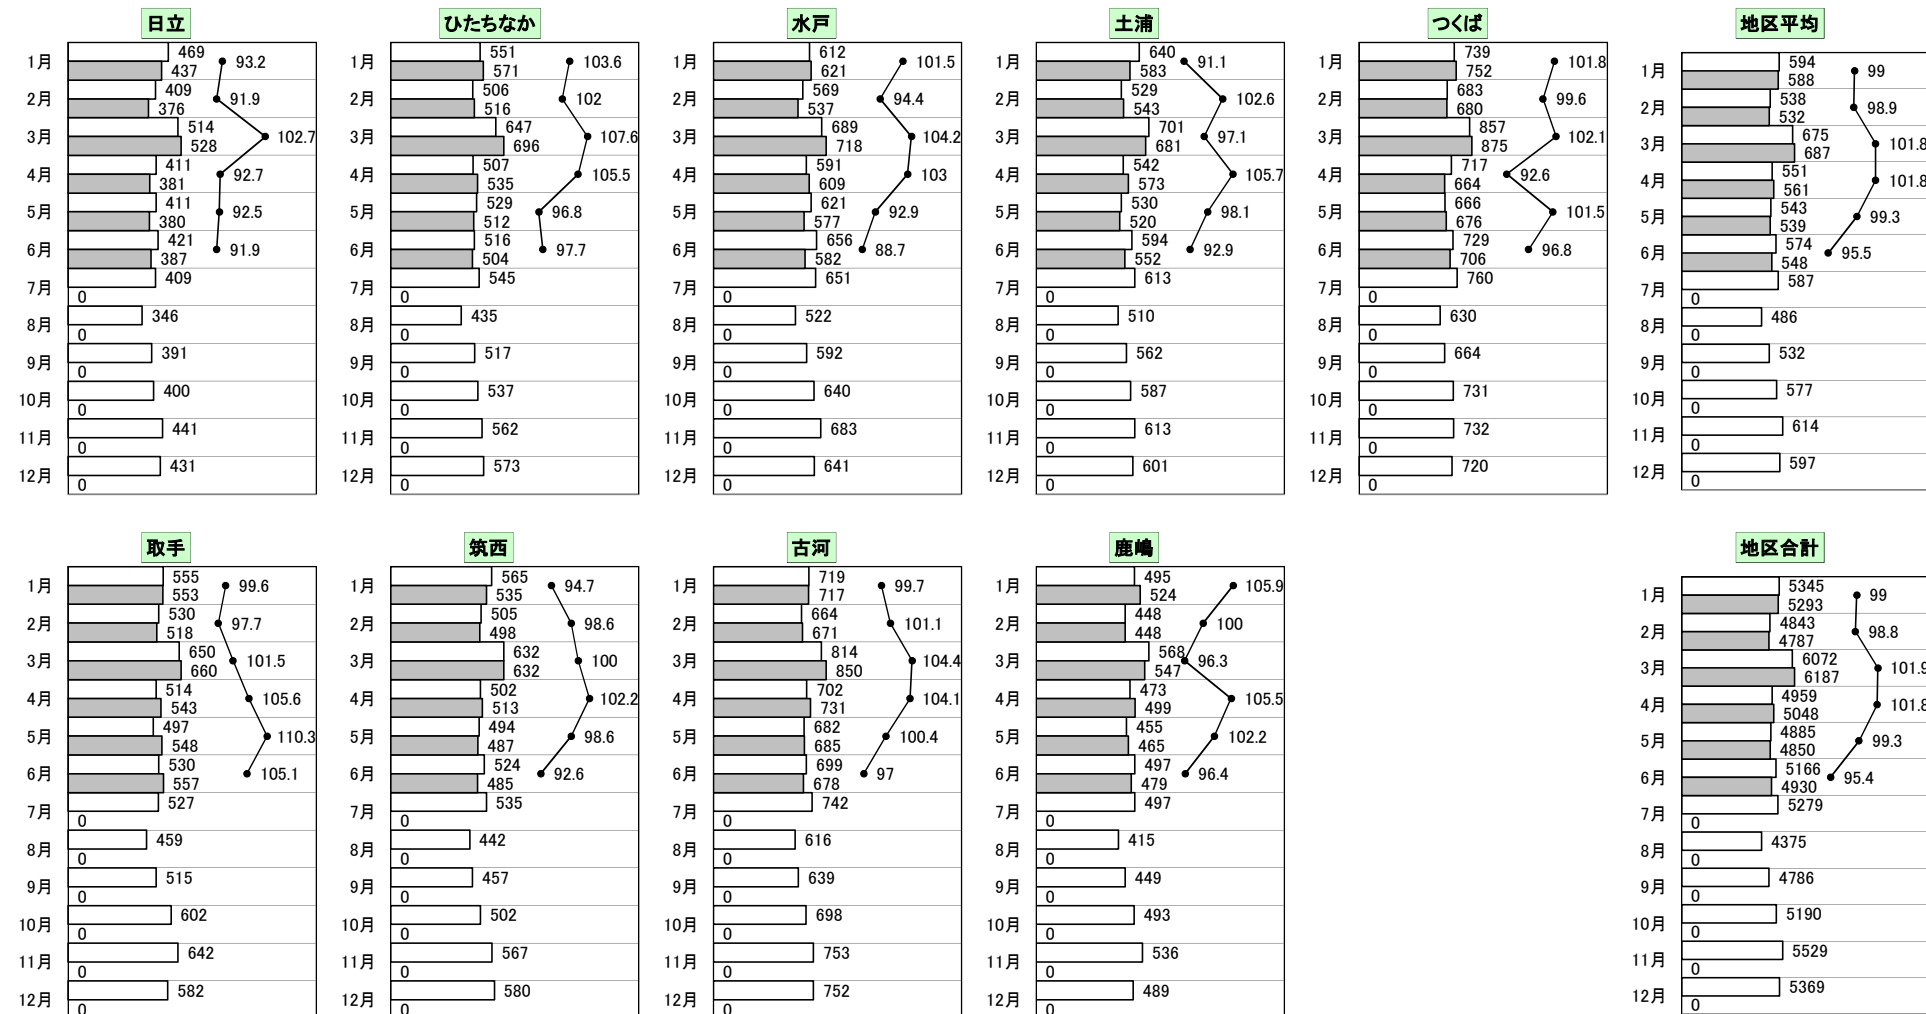 日立
1月 469 437 93.2
2月 409 376 91.9
3月 514 528 102.7
4月 411 381 92.7
5月 411 380 92.5
6月 421 387 91.9
7月 409 0
8月 346 0
9月 391 0
10月 400 0
11月 441 0
12月 431 0
ひたちなか
1月 551 571 103.6
2月 506 516 102
3月 647 696 107.6
4月 507 535 105.5
5月 529 512 96.8
6月 516 504 97.7
7月 545 0
8月 435 0
9月 517 0
10月 537 0
11月 562 0
12月 573 0
水戸
1月 612 621 101.5
2月 569 537 94.4
3月 689 718 104.2
4月 591 609 103
5月 621 577 92.9
6月 656 582 88.7
7月 651 0
8月 522 0
9月 592 0
10月 640 0
11月 683 0
12月 641 0
土浦
1月 640 583 91.1
2月 529 543 102.6
3月 701 681 97.1
4月 542 573 105.7
5月 530 520 98.1
6月 594 552 92.9
7月 613 0
8月 510 0
9月 562 0
10月 587 0
11月 613 0
12月 601 0
つくば
1月 739 752 101.8
2月 683 680 99.6
3月 857 875 102.1
4月 717 664 92.6
5月 666 676 101.5
6月 729 706 96.8
7月 760 0
8月 630 0
9月 664 0
10月 731 0
11月 732 0
12月 720 0
地区平均
1月 594 588 99
2月 538 532 98.9
3月 675 687 101.8
4月 551 561 101.8
5月 543 539 99.3
6月 574 548 95.5
7月 587 0
8月 486 0
9月 532 0
10月 577 0
11月 614 0
12月 597 0
取手
1月 555 553 99.6
2月 530 518 97.7
3月 650 660 101.5
4月 514 543 105.6
5月 497 548 110.3
6月 530 557 105.1
7月 527 0
8月 459 0
9月 515 0
10月 602 0
11月 642 0
12月 582 0
筑西
1月 565 535 94.7
2月 505 498 98.6
3月 632 632 100
4月 502 513 102.2
5月 494 487 98.6
6月 524 485 92.6
7月 535 0
8月 442 0
9月 457 0
10月 502 0
11月 567 0
12月 580 0
古河
1月 719 717 99.7
2月 664 671 101.1
3月 814 850 104.4
4月 702 731 104.1
5月 682 685 100.4
6月 699 678 97
7月 742 0
8月 616 0
9月 639 0
10月 698 0
11月 753 0
12月 752 0
鹿嶋
1月 495 524 105.9
2月 448 448 100
3月 568 547 96.3
4月 473 499 105.5
5月 455 465 102.2
6月 497 479 96.4
7月 497 0
8月 415 0
9月 449 0
10月 493 0
11月 536 0
12月 489 0
地区合計
1月 5345 5293 99
2月 4843 4787 98.8
3月 6072 6187 101.9
4月 4959 5048 101.8
5月 4885 4850 99.3
6月 5166 4930 95.4
7月 5279 0
8月 4375 0
9月 4786 0
10月 5190 0
11月 5529 0
12月 5369 0